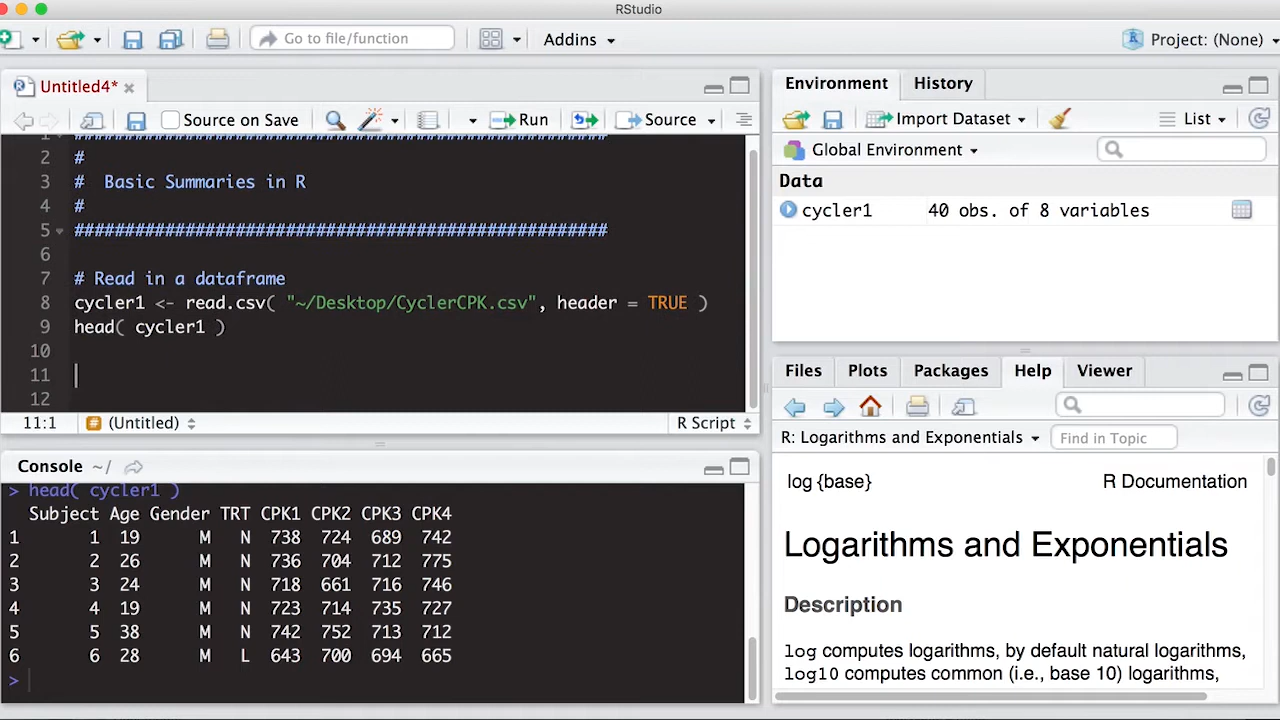 RStudio
Go to file/function
Addins
Project: (None)
Untitled4*
Source on Save
Run
Source
1 #####################################################
2 #
3 #  Basic Summaries in R
4 #
5 #####################################################
6
7 # Read in a dataframe
8 cycler1 <- read.csv( "~/Desktop/CyclerCPK.csv", header = TRUE )
9 head( cycler1 )
10
11
12
11:1 # (Untitled) R Script
Console ~/
> head( cycler1 )
Subject Age Gender TRT CPK1 CPK2 CPK3 CPK4
1 1 19 M N 738 724 689 742
2 2 26 M N 736 704 712 775
3 3 24 M N 718 661 716 746
4 4 19 M N 723 714 735 727
5 5 38 M N 742 752 713 712
6 6 28 M L 643 700 694 665
>
Environment History
Import Dataset List
Global Environment
Data
cycler1 40 obs. of 8 variables
Files Plots Packages Help Viewer
R: Logarithms and Exponentials Find in Topic
log {base} R Documentation
Logarithms and Exponentials
Description
log computes logarithms, by default natural logarithms,
log10 computes common (i.e., base 10) logarithms,